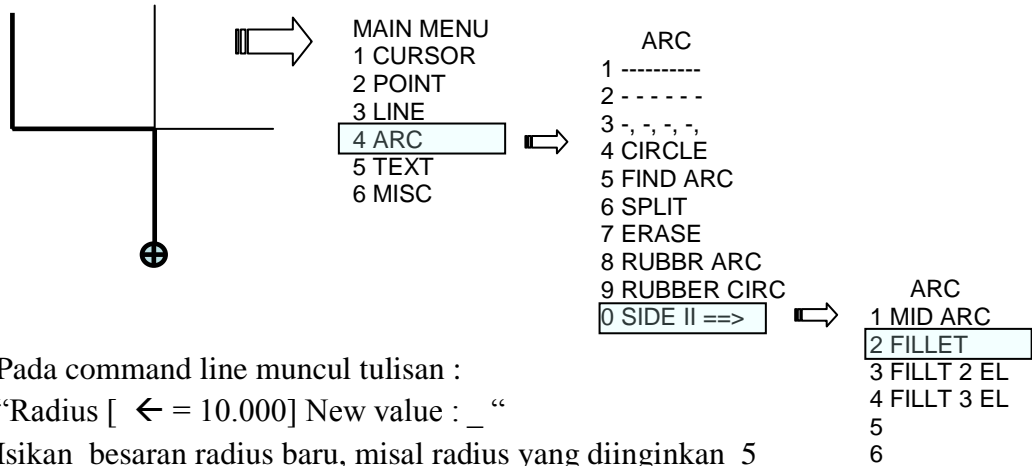 MAIN MENU
1 CURSOR
2 POINT
3 LINE
4 ARC
5 TEXT
6 MISC
ARC
1 ----------
2 - - - - - -
3 -, -, -, -,
4 CIRCLE
5 FIND ARC
6 SPLIT
7 ERASE
8 RUBBR ARC
9 RUBBER CIRC
0 SIDE II ==>
ARC
1 MID ARC
2 FILLET
3 FILLT 2 EL
4 FILLT 3 EL
5
6
Pada command line muncul tulisan :
“Radius [ ← = 10.000] New value : _ “
Isikan besaran radius baru, misal radius yang diinginkan 5